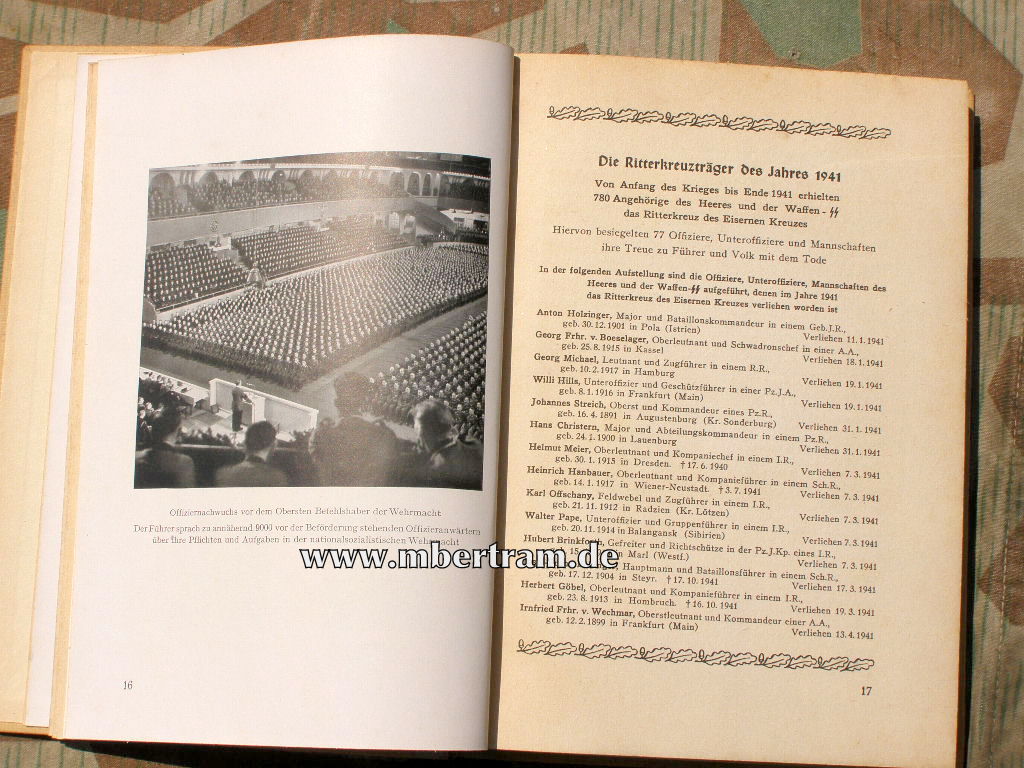 Offiziernachwuchs vor dem Obersten Befehlshaber der Wehrmacht
Der Führer sprach zu annähernd 9000 vor der Beförderung stehenden Offizieranwärtern
über ihre Pflichten und Aufgaben in der nationalsozialistischen Wehrmacht
16
Die Ritterkreuzträger des Jahres 1941
Von Anfang des Krieges bis Ende 1941 erhielten
780 Angehörige des Heeres und der Waffen-SS
das Ritterkreuz des Eisernen Kreuzes
Hiervon besiegelten 77 Offiziere, Unteroffiziere und Mannschaften
ihre Treue zu Führer und Volk mit dem Tode
In der folgenden Aufstellung sind die Offiziere, Unteroffiziere, Mannschaften des
Heeres und der Waffen-SS aufgeführt, denen im Jahre 1941
das Ritterkreuz des Eisernen Kreuzes verliehen worden ist
Anton Holzinger, Major und Bataillonskommandeur in einem Geb.J.R.,
geb. 30.12.1901 in Pola (Istrien) Verliehen 11.1.1941
Georg Frhr. v. Boeselager, Oberleutnant und Schwadronschef in einer A.A.,
geb. 25.8.1915 in Kassel Verliehen 18.1.1941
Georg Michael, Leutnant und Zugführer in einem R.R.,
geb. 10.2.1917 in Hamburg Verliehen 19.1.1941
Willi Hills, Unteroffizier und Geschützführer in einer Pz.J.A.,
geb. 8.1.1916 in Frankfurt (Main) Verliehen 19.1.1941
Johannes Streich, Oberst und Kommandeur eines Pz.R.,
geb. 16.4.1891 in Augustenburg (Kr. Sonderburg) Verliehen 31.1.1941
Hans Christern, Major und Abteilungskommandeur in einem Pz.R.,
geb. 24.1.1900 in Lauenburg Verliehen 31.1.1941
Helmut Meier, Oberleutnant und Kompaniechef in einem I.R.,
geb. 30.1.1915 in Dresden. †17.6.1940 Verliehen 7.3.1941
Heinrich Hanbauer, Oberleutnant und Kompanieführer in einem Sch.R.,
geb. 14.1.1917 in Wiener-Neustadt. †3.7.1941 Verliehen 7.3.1941
Karl Offschany, Feldwebel und Zugführer in einem I.R.,
geb. 21.11.1912 in Radzien (Kr. Lötzen) Verliehen 7.3.1941
Walter Pape, Unteroffizier und Gruppenführer in einem I.R.,
geb. 20.11.1914 in Balangansk (Sibirien) Verliehen 7.3.1941
Hubert Brinkforth, Gefreiter und Richtschütze in der Pz.J.Kp. eines I.R.,
in Marl (Westf.) Verliehen 7.3.1941
Hauptmann und Bataillonsführer in einem Sch.R.,
geb. 17.12.1904 in Steyr. †17.10.1941 Verliehen 17.3.1941
Herbert Göbel, Oberleutnant und Kompanieführer in einem I.R.,
geb. 23.8.1913 in Hombruch. †16.10.1941 Verliehen 19.3.1941
Irnfried Frhr. v. Wechmar, Oberstleutnant und Kommandeur einer A.A.,
geb. 12.2.1899 in Frankfurt (Main) Verliehen 13.4.1941
17
www.mbertram.de